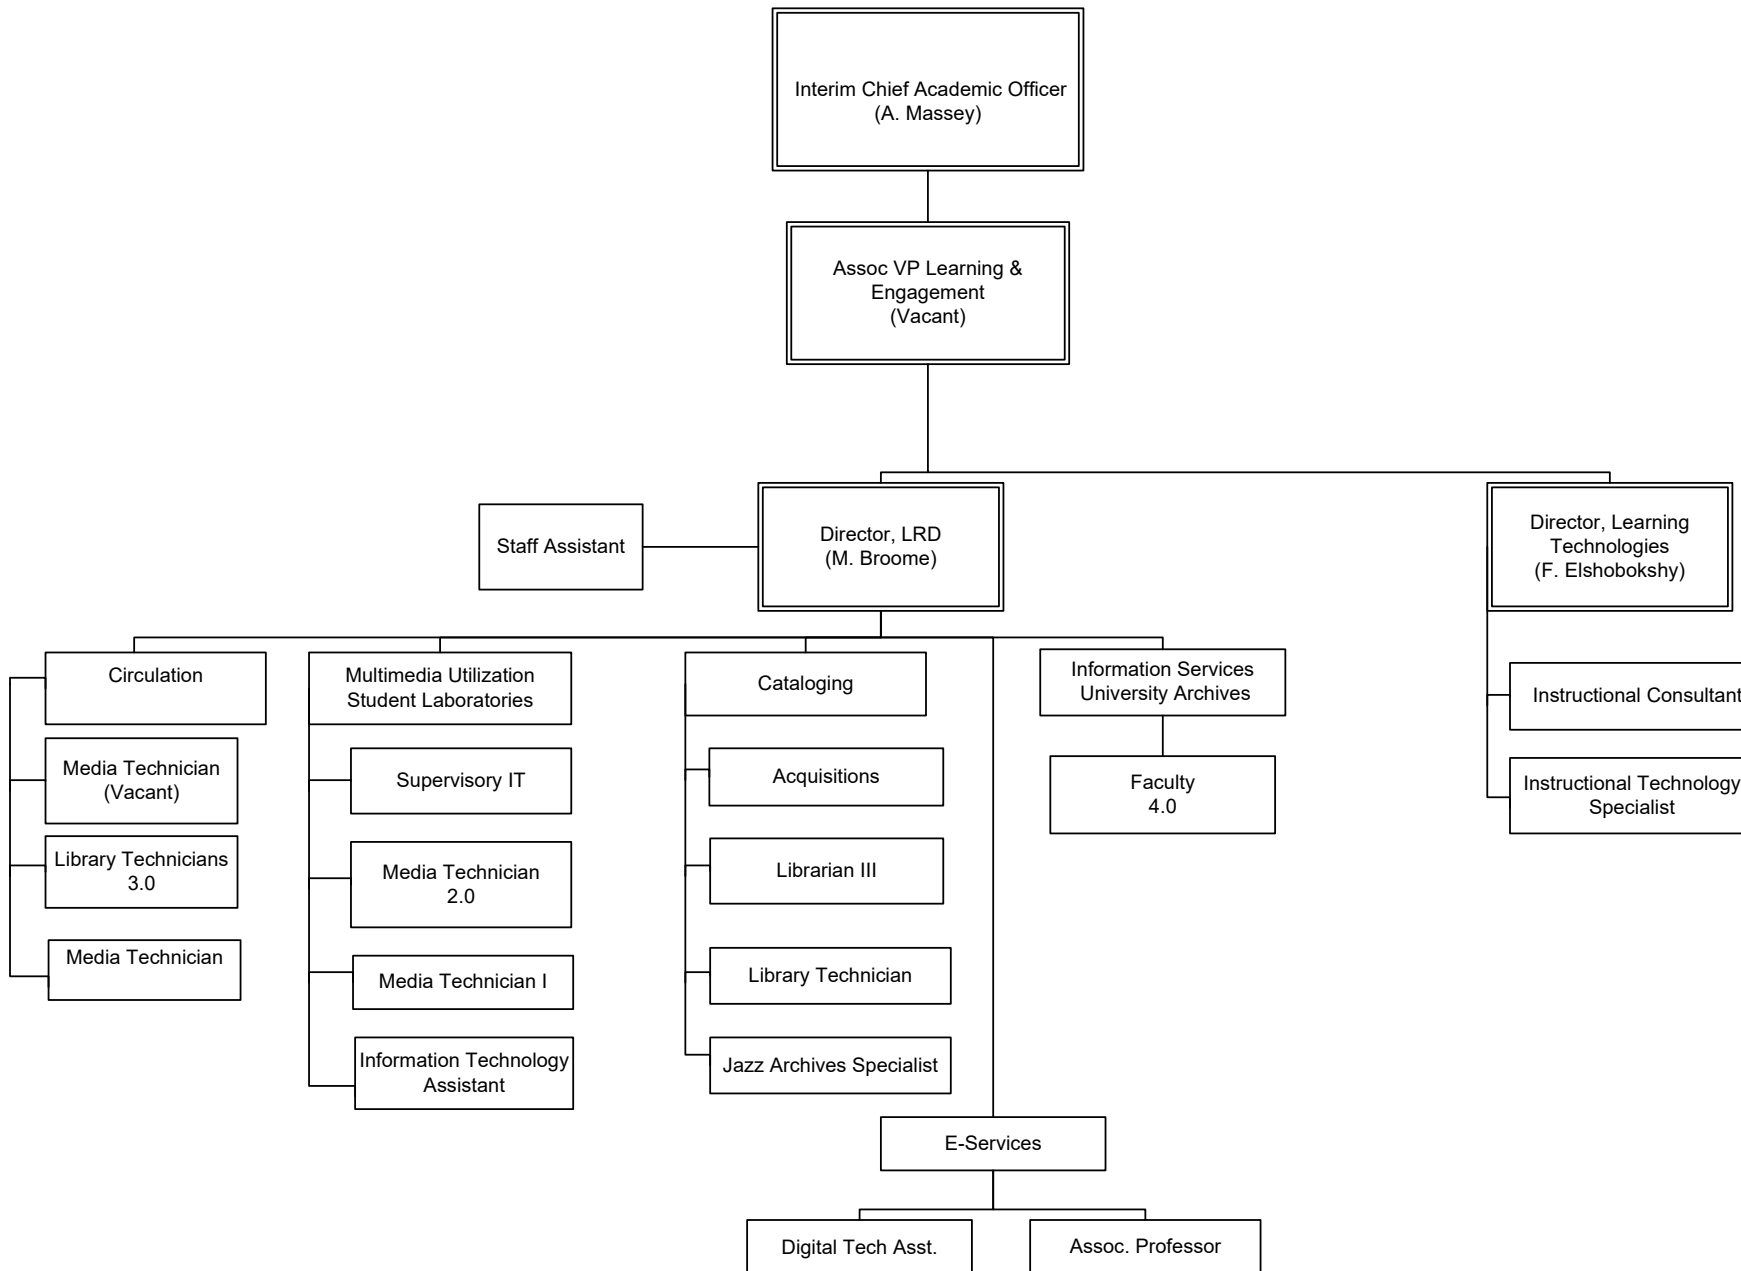 Interim Chief Academic Officer
(A. Massey)
Assoc VP Learning &
Engagement
(Vacant)
Staff Assistant
Director, LRD
(M. Broome)
Director, Learning
Technologies
(F. Elshobokshy)
Circulation
Media Technician
(Vacant)
Library Technicians
3.0
Media Technician
Multimedia Utilization
Student Laboratories
Supervisory IT
Media Technician
2.0
Media Technician I
Information Technology
Assistant
Cataloging
Acquisitions
Librarian III
Library Technician
Jazz Archives Specialist
Information Services
University Archives
Faculty
4.0
Instructional Consultant
Instructional Technology
Specialist
E-Services
Digital Tech Asst.
Assoc. Professor